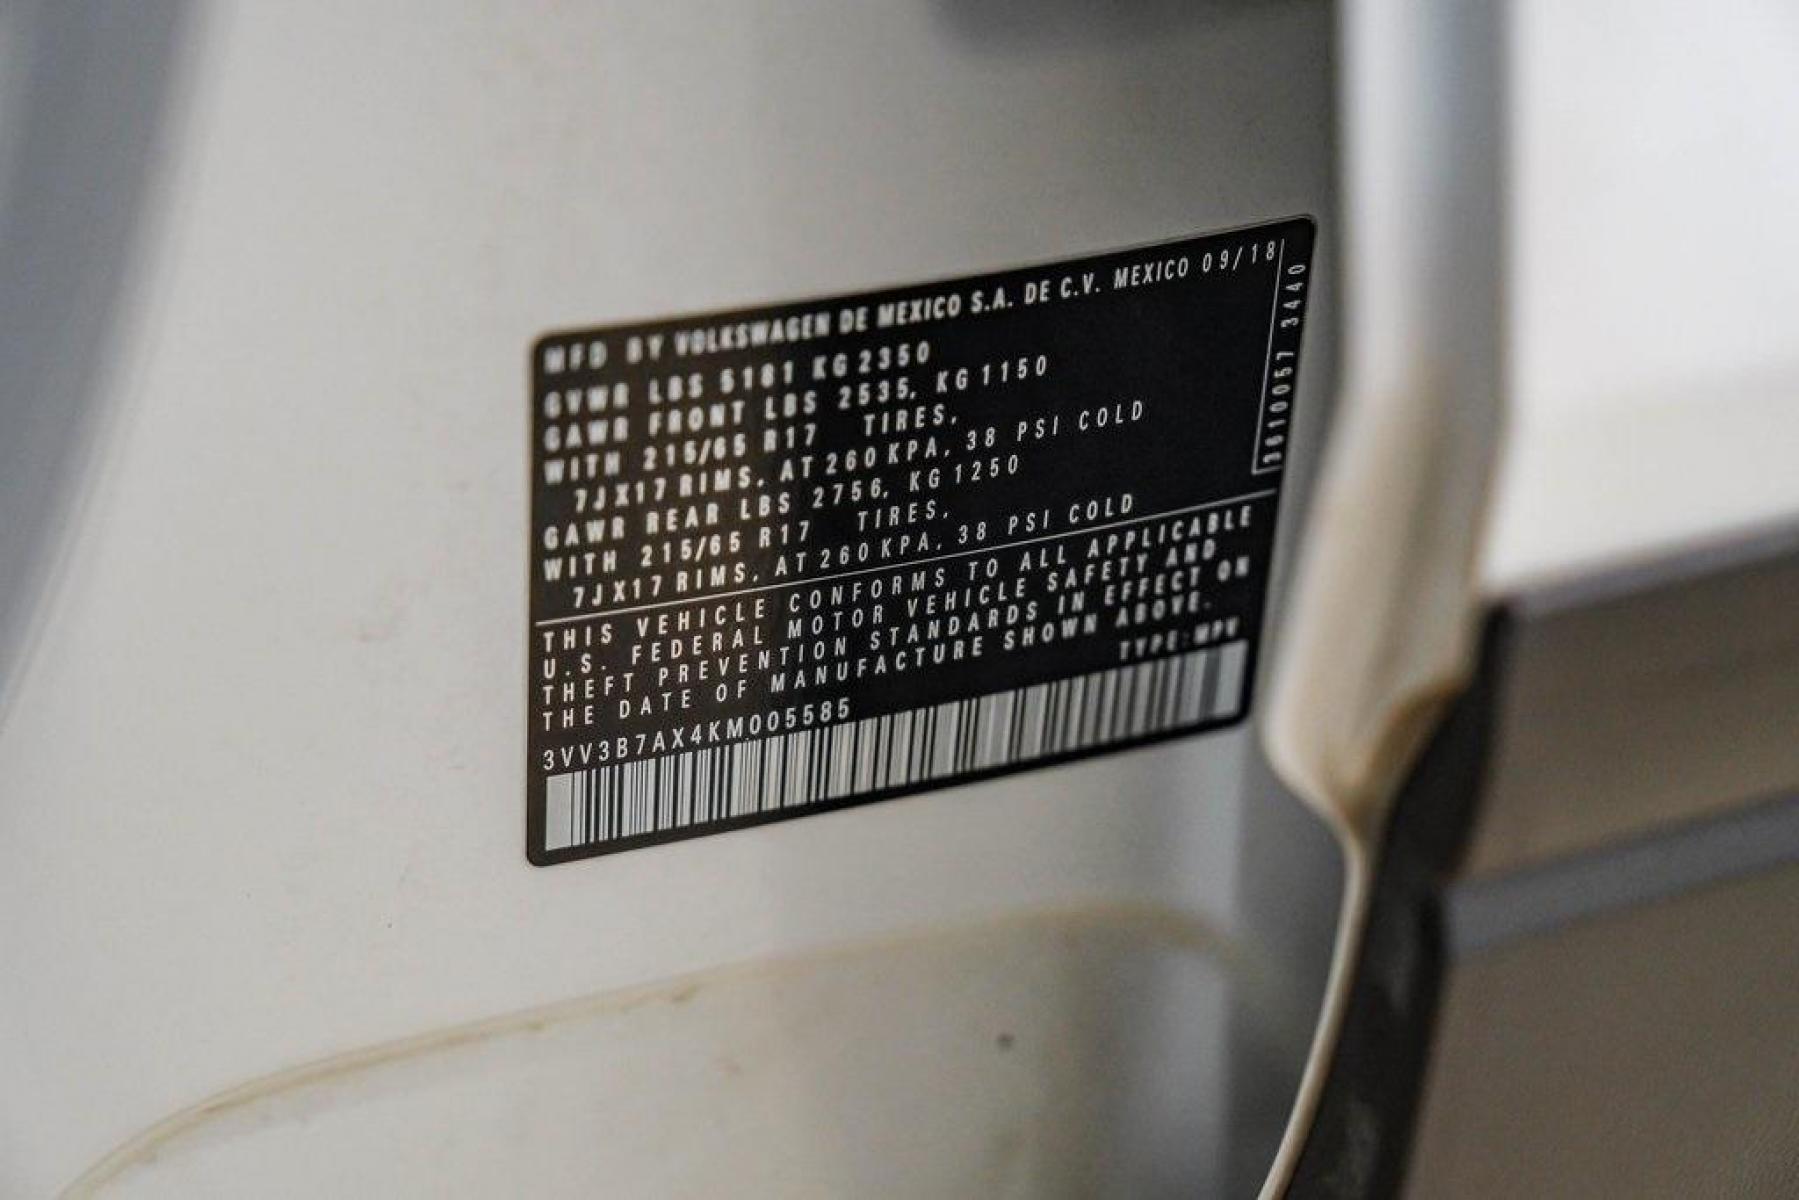 MFD BY VOLKSWAGEN DE MEXICO S.A. DE C.V. MEXICO 09/18
GVWR LBS 5181 KG 2350
GAWR FRONT LBS 2535, KG 1150
WITH 215/65 R17 TIRES,
7JX17 RIMS, AT 260 KPA, 38 PSI COLD
GAWR REAR LBS 2756, KG 1250
WITH 215/65 R17 TIRES,
7JX17 RIMS, AT 260 KPA, 38 PSI COLD
3610057 3440
THIS VEHICLE CONFORMS TO ALL APPLICABLE
U.S. FEDERAL MOTOR VEHICLE SAFETY AND
THEFT PREVENTION STANDARDS IN EFFECT ON
THE DATE OF MANUFACTURE SHOWN ABOVE.
TYPE: MPV
3VV3B7AX4KM005585